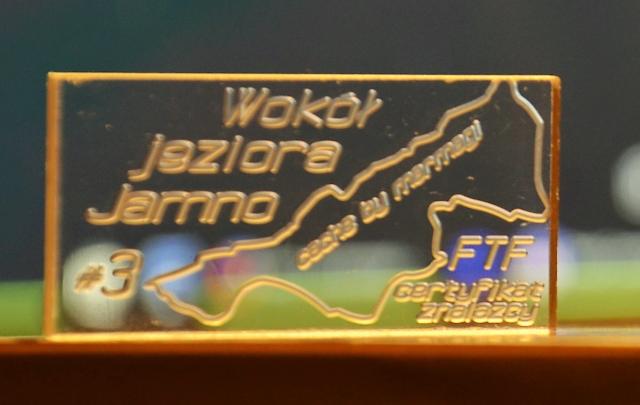 Wokół
jeziora
Jamno
cache by marmagi
#3
FTF
certyfikat
znalazcy